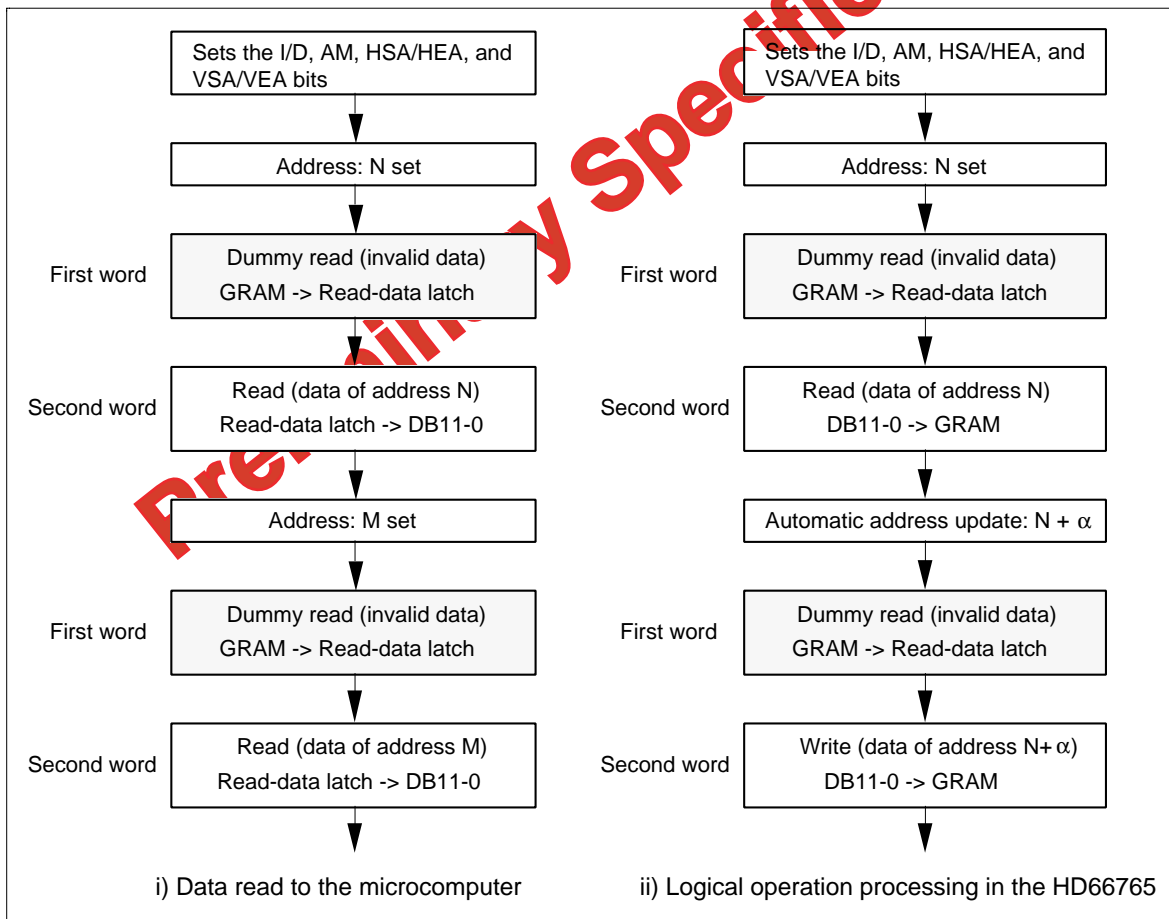 Sets the I/D, AM, HSA/HEA, and
VSA/VEA bits
Address: N set
First word
Dummy read (invalid data)
GRAM -> Read-data latch
Second word
Read (data of address N)
Read-data latch -> DB11-0
Address: M set
First word
Dummy read (invalid data)
GRAM -> Read-data latch
Second word
Read (data of address M)
Read-data latch -> DB11-0
i) Data read to the microcomputer
Sets the I/D, AM, HSA/HEA, and
VSA/VEA bits
Address: N set
First word
Dummy read (invalid data)
GRAM -> Read-data latch
Second word
Read (data of address N)
DB11-0 -> GRAM
Automatic address update: N + α
First word
Dummy read (invalid data)
GRAM -> Read-data latch
Second word
Write (data of address N+ α)
DB11-0 -> GRAM
ii) Logical operation processing in the HD66765